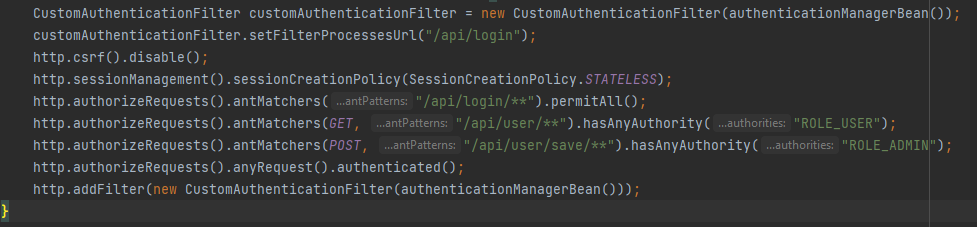 CustomAuthenticationFilter customAuthenticationFilter = new CustomAuthenticationFilter(authenticationManagerBean());
customAuthenticationFilter.setFilterProcessesUrl("/api/login");
http.csrf().disable();
http.sessionManagement().sessionCreationPolicy(SessionCreationPolicy.STATELESS);
http.authorizeRequests().antMatchers( ...antPatterns: "/api/login/**").permitAll();
http.authorizeRequests().antMatchers(GET, ...antPatterns: "/api/user/**").hasAnyAuthority( ...authorities: "ROLE_USER");
http.authorizeRequests().antMatchers(POST, ...antPatterns: "/api/user/save/**").hasAnyAuthority( ...authorities: "ROLE_ADMIN");
http.authorizeRequests().anyRequest().authenticated();
http.addFilter(new CustomAuthenticationFilter(authenticationManagerBean()));
}